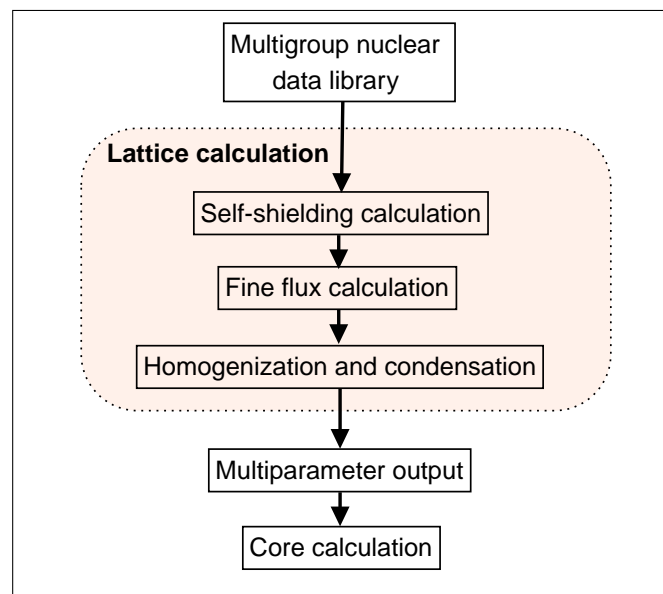 Multigroup nuclear
data library
Lattice calculation
Self-shielding calculation
Fine flux calculation
Homogenization and condensation
Multiparameter output
Core calculation